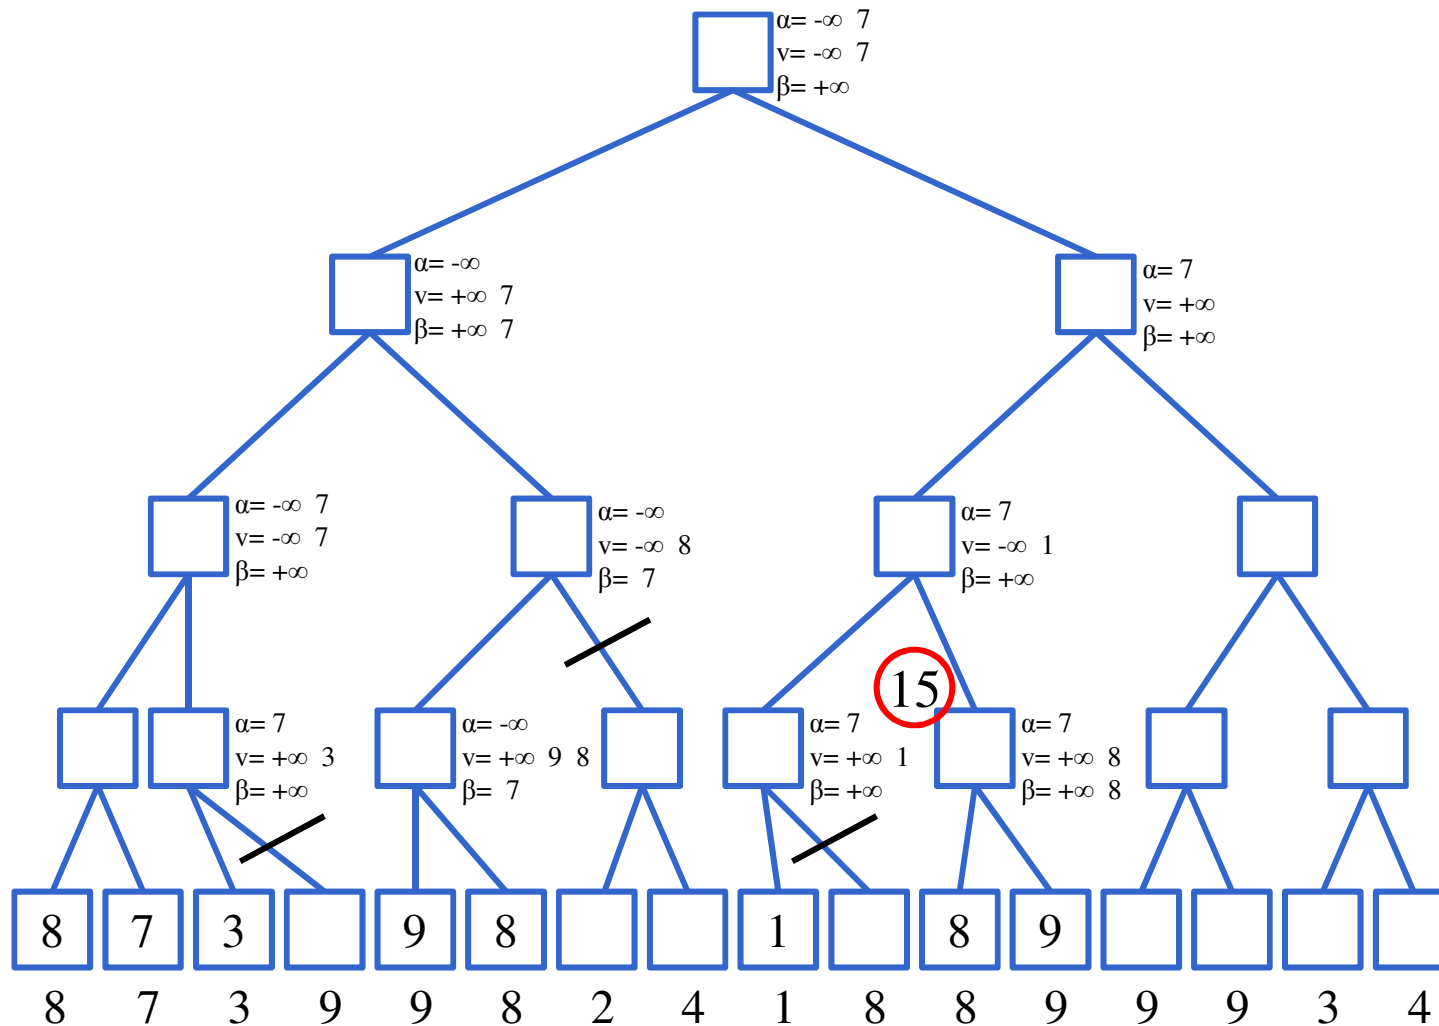 α= -∞ 7
v= -∞ 7
β= +∞
α= -∞
v= +∞ 7
β= +∞ 7
α= 7
v= +∞
β= +∞
α= -∞ 7
v= -∞ 7
β= +∞
α= -∞
v= -∞ 8
β= 7
α= 7
v= -∞ 1
β= +∞
15
α= 7
v= +∞ 3
β= +∞
α= -∞
v= +∞ 9 8
β= 7
α= 7
v= +∞ 1
β= +∞
α= 7
v= +∞ 8
β= +∞ 8
8 7 3 9 8 1 8 9
8 7 3 9 9 8 2 4 1 8 8 9 9 9 3 4